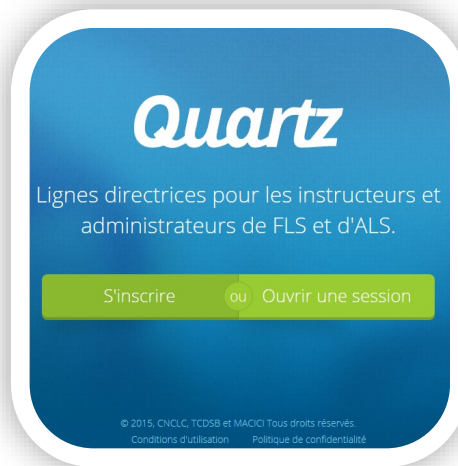 Quartz
Lignes directrices pour les instructeurs et
administrateurs de FLS et d'ALS.
S'inscrire ou Ouvrir une session
© 2015, CNCLC, TCDSB et MACICI Tous droits réservés.
Conditions d'utilisation Politique de confidentialité